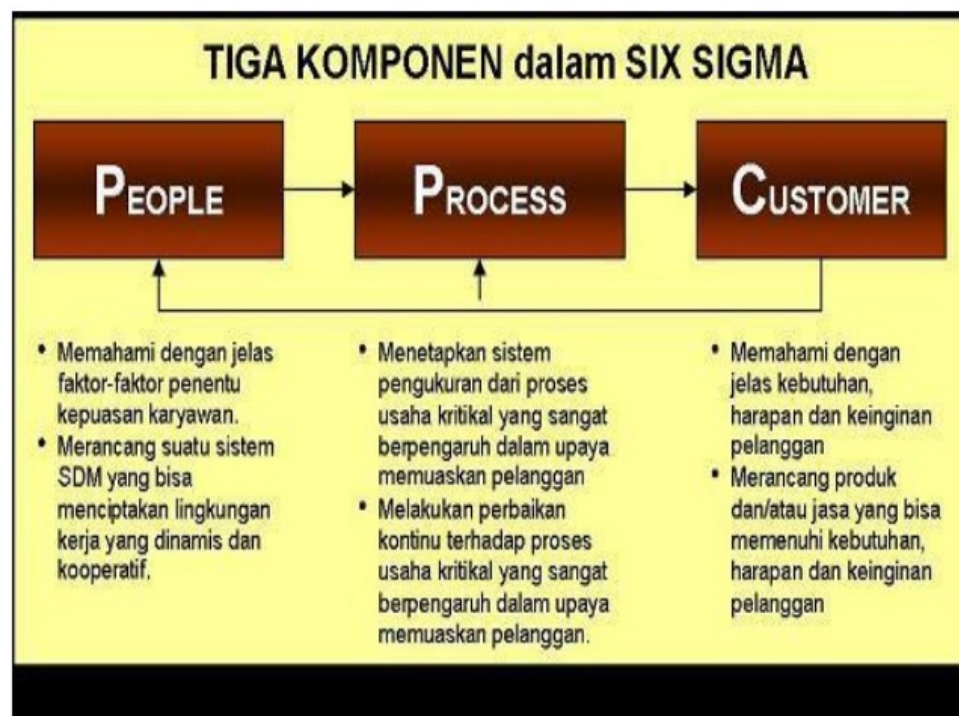 TIGA KOMPONEN dalam SIX SIGMA
PEOPLE
PROCESS
CUSTOMER
• Memahami dengan jelas
faktor-faktor penentu
kepuasan karyawan.
• Merancang suatu sistem
SDM yang bisa
menciptakan lingkungan
kerja yang dinamis dan
kooperatif.
• Menetapkan sistem
pengukuran dari proses
usaha kritikal yang sangat
berpengaruh dalam upaya
memuaskan pelanggan
• Melakukan perbaikan
kontinu terhadap proses
usaha kritikal yang sangat
berpengaruh dalam upaya
memuaskan pelanggan.
• Memahami dengan
jelas kebutuhan,
harapan dan keinginan
pelanggan
• Merancang produk
dan/atau jasa yang bisa
memenuhi kebutuhan,
harapan dan keinginan
pelanggan